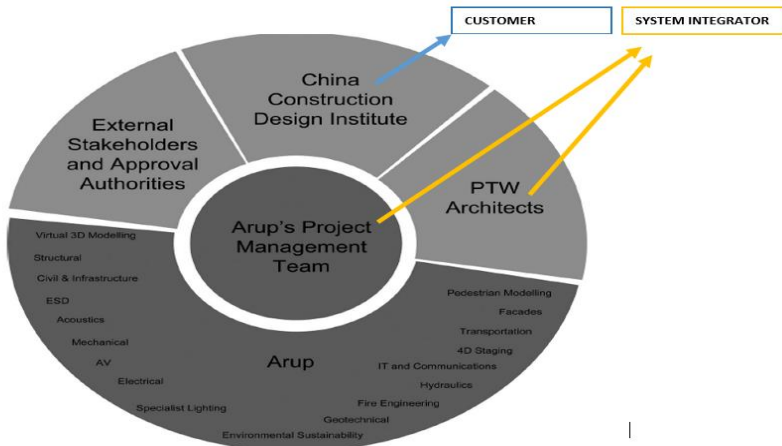 CUSTOMER
SYSTEM INTEGRATOR
China
Construction
Design Institute
External
Stakeholders
and Approval
Authorities
PTW
Architects
Arup's Project
Management
Team
Virtual 3D Modelling
Structural
Civil & Infrastructure
ESD
Acoustics
Mechanical
AV
Electrical
Specialist Lighting
Environmental Sustainability
Arup
Pedestrian Modelling
Facades
Transportation
4D Staging
IT and Communications
Hydraulics
Fire Engineering
Geotechnical